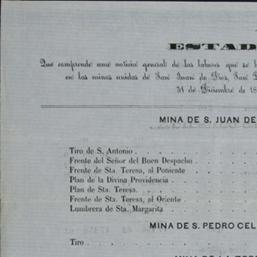 ESTAD
Que comprende una noticia general de las labores que se h
en las minas unidas de San Juan de Dios, San P
31 de Diciembre de 18
MINA DE S. JUAN DE
Tiro de S. Antonio
Frente del Señor del Buen Despacho
Frente de Sta. Teresa, al Poniente
Plan de la Divina Providencia
Plan de Sta. Teresa.
Frente de Sta. Teresa, al Oriente
Lumbrera de Sta. Margarita
MINA DE S. PEDRO CEL
Tiro